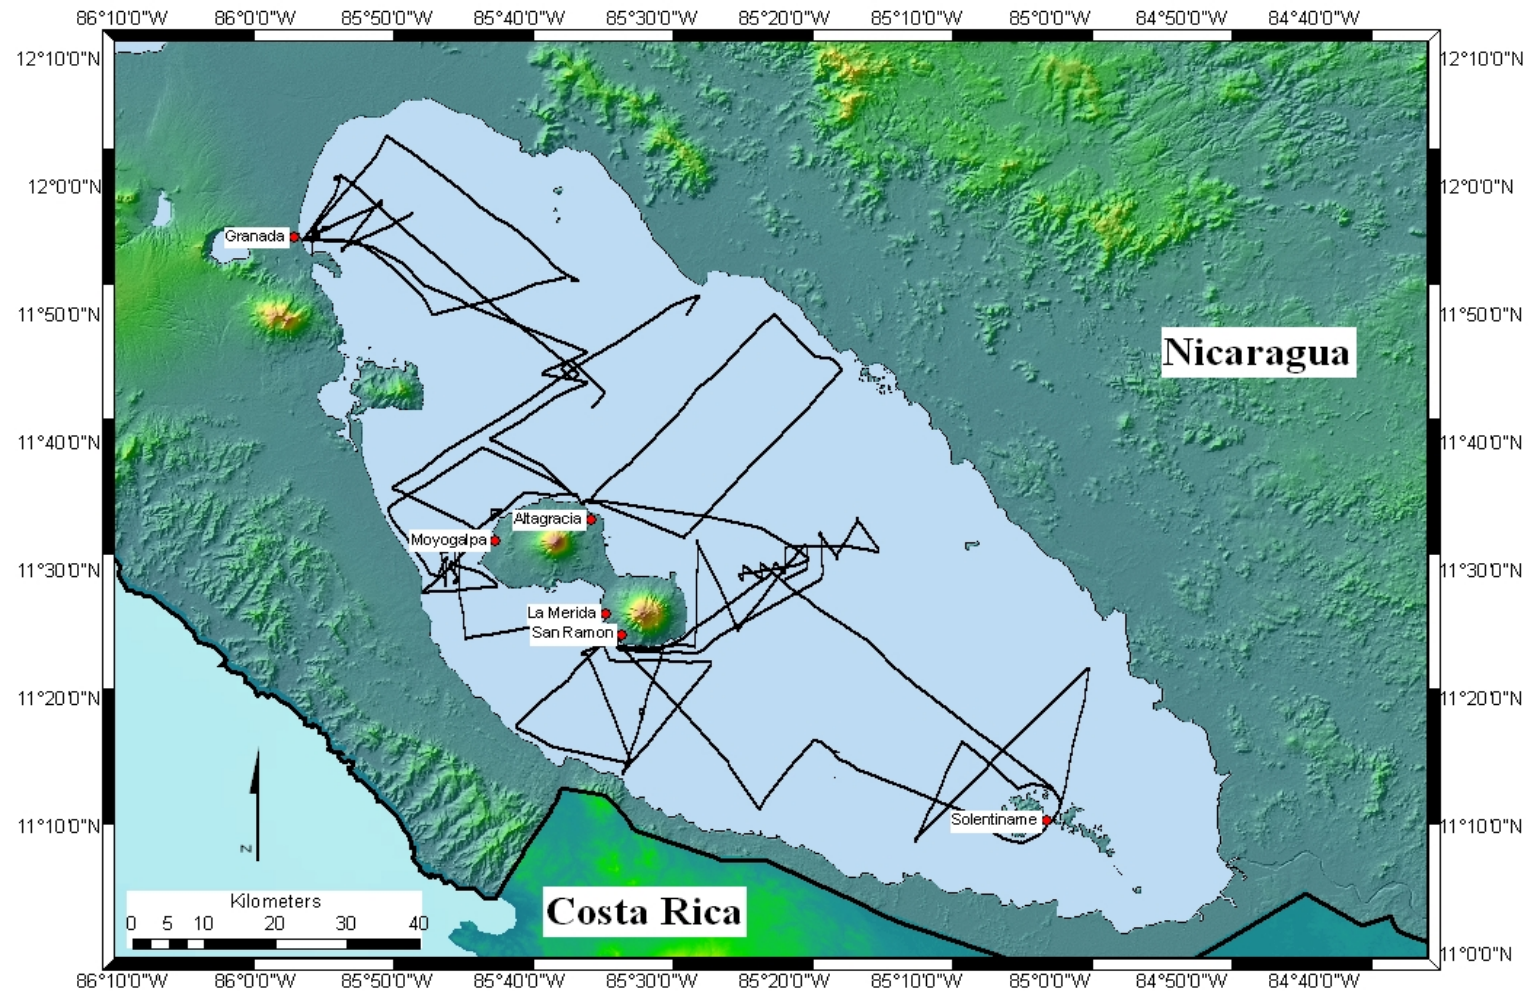 86°10'0"W 86°0'0"W 85°50'0"W 85°40'0"W 85°30'0"W 85°20'0"W 85°10'0"W 85°0'0"W 84°50'0"W 84°40'0"W
12°10'0"N 12°10'0"N
12°0'0"N 12°0'0"N
Granada
11°50'0"N 11°50'0"N
Nicaragua
11°40'0"N 11°40'0"N
Altagracia
Moyogalpa
11°30'0"N 11°30'0"N
La Merida
San Ramon
11°20'0"N 11°20'0"N
Solentiname
11°10'0"N 11°10'0"N
N
Kilometers
0 5 10 20 30 40
Costa Rica
11°0'0"N
86°10'0"W 86°0'0"W 85°50'0"W 85°40'0"W 85°30'0"W 85°20'0"W 85°10'0"W 85°0'0"W 84°50'0"W 84°40'0"W